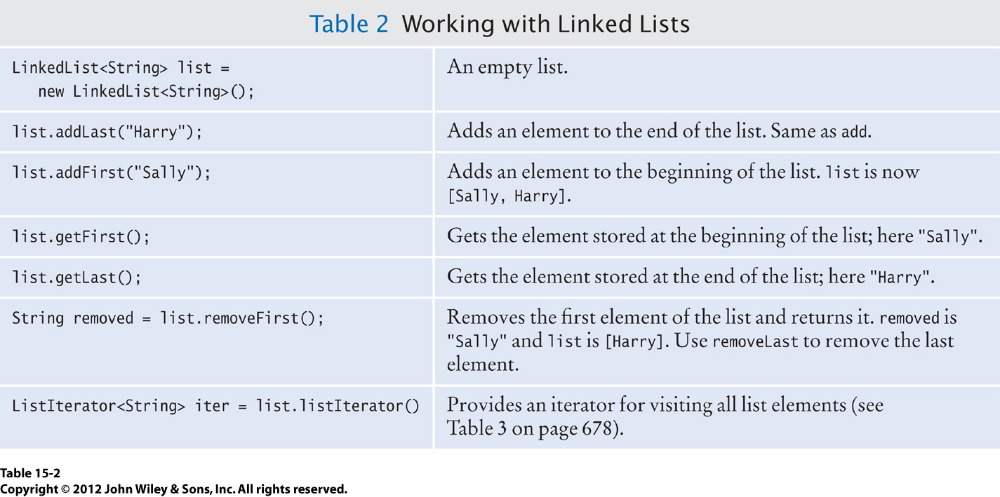 Table 2 Working with Linked Lists
LinkedList<String> list =
new LinkedList<String>();
An empty list.
list.addLast("Harry");
Adds an element to the end of the list. Same as add.
list.addFirst("Sally");
Adds an element to the beginning of the list. list is now
[Sally, Harry].
list.getFirst();
Gets the element stored at the beginning of the list; here "Sally".
list.getLast();
Gets the element stored at the end of the list; here "Harry".
String removed = list.removeFirst();
Removes the first element of the list and returns it. removed is
"Sally" and list is [Harry]. Use removeLast to remove the last
element.
ListIterator<String> iter = list.listIterator()
Provides an iterator for visiting all list elements (see
Table 3 on page 678).
Table 15-2
Copyright © 2012 John Wiley & Sons, Inc. All rights reserved.